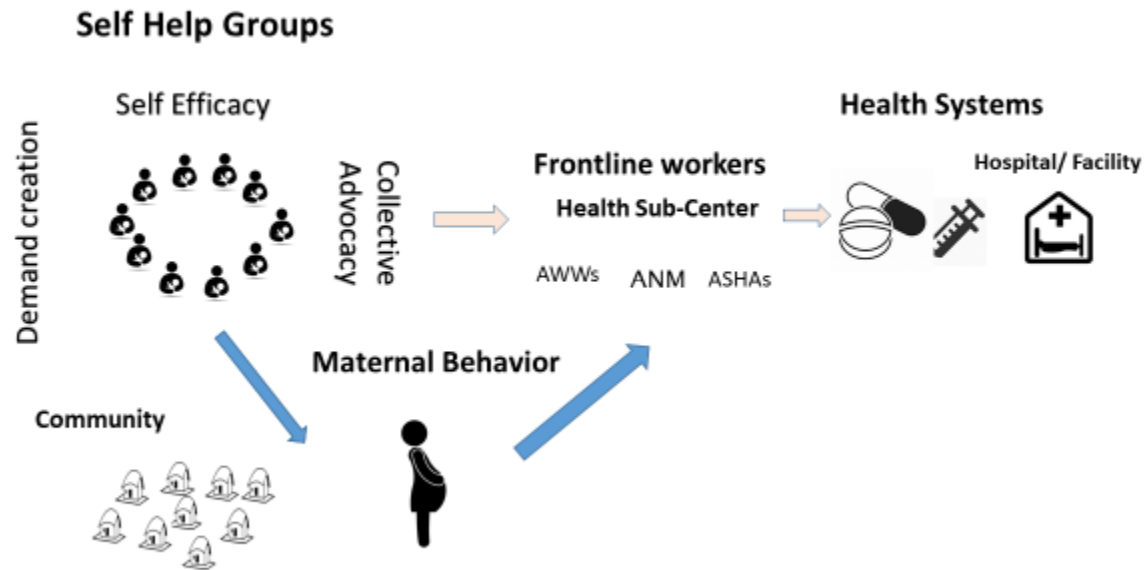 Self Help Groups
Self Efficacy
Demand creation
Collective
Advocacy
Frontline workers
Health Sub-Center
AWWs ANM ASHAs
Health Systems
Hospital/ Facility
Maternal Behavior
Community